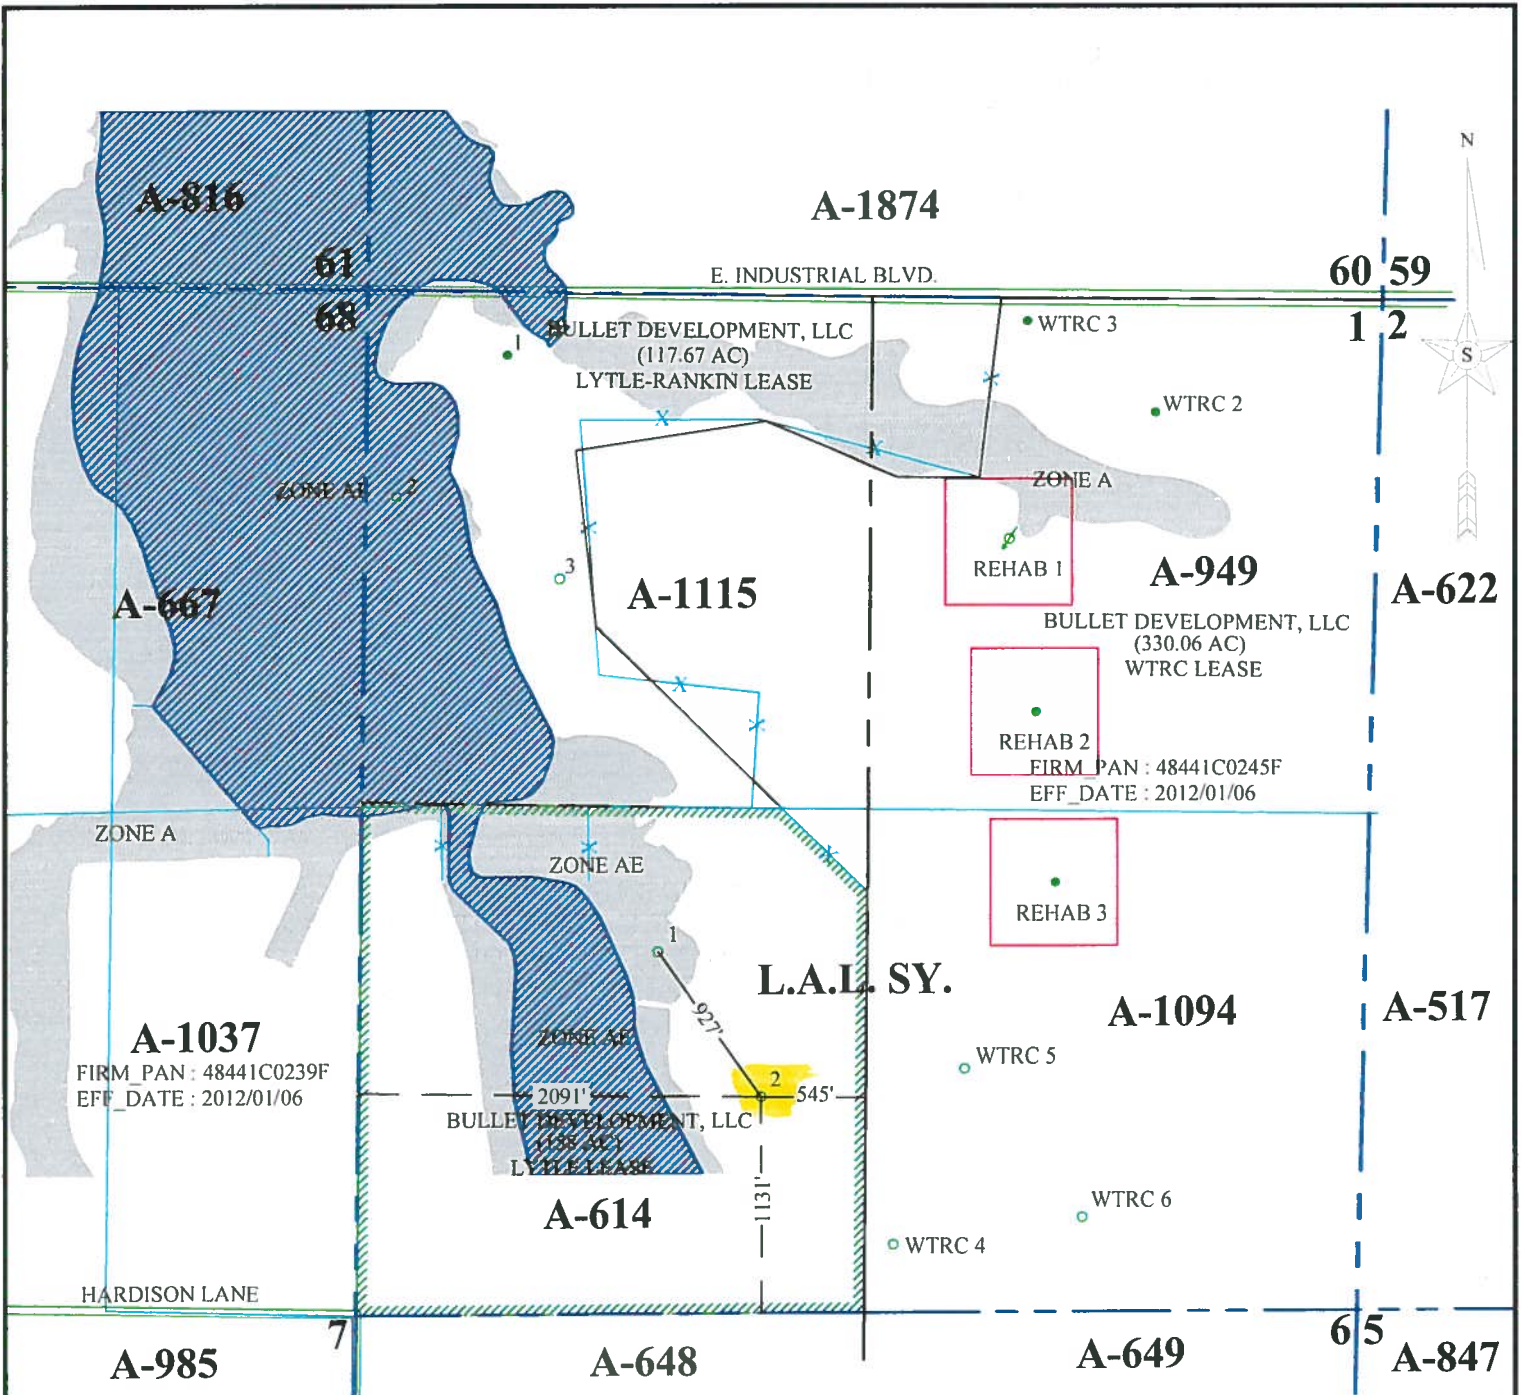 N
A-816
A-1874
61
E. INDUSTRIAL BLVD.
60 59
68
1 2
BULLET DEVELOPMENT, LLC
(117.67 AC)
LYTLE-RANKIN LEASE
1
WTRC 3
S
WTRC 2
X
X
X
ZONE AE
2
ZONE A
X
3
REHAB 1
A-949
A-622
A-667
A-1115
BULLET DEVELOPMENT, LLC
(330.06 AC)
WTRC LEASE
X
X
REHAB 2
FIRM_PAN : 48441C0245F
EFF_DATE : 2012/01/06
ZONE A
X
X
X
ZONE AE
REHAB 3
1
L.A.L. SY.
927'
A-1094
A-517
A-1037
ZONE AE
FIRM_PAN : 48441C0239F
EFF_DATE : 2012/01/06
WTRC 5
2
2091'
545'
BULLET DEVELOPMENT, LLC
(158 AC)
LYTLE LEASE
1131'
A-614
WTRC 6
WTRC 4
HARDISON LANE
7
6 5
A-985
A-648
A-649
A-847